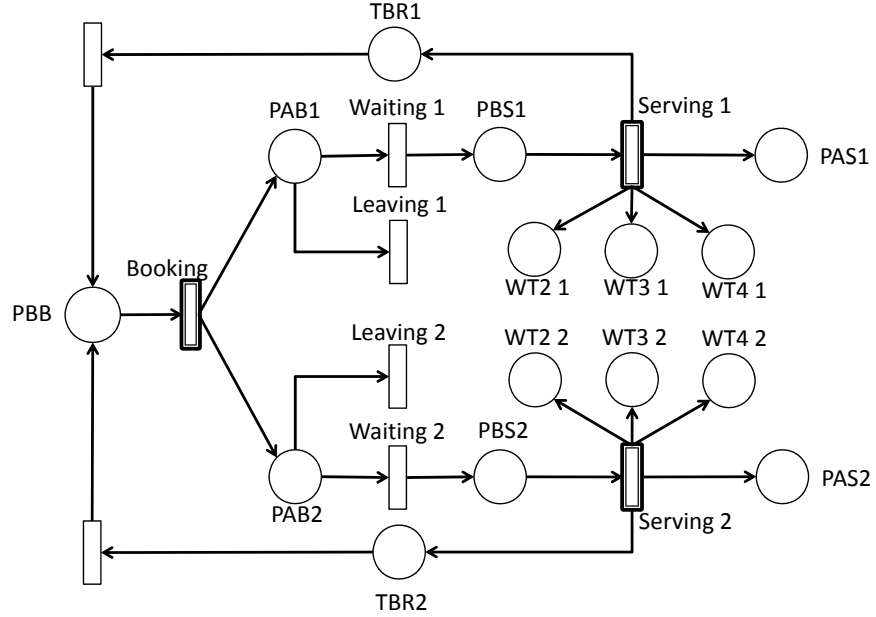 TBR1
PAB1
Waiting 1
PBS1
Serving 1
PAS1
Leaving 1
WT2 1
WT3 1
WT4 1
Booking
PBB
Leaving 2
WT2 2
WT3 2
WT4 2
Waiting 2
PBS2
PAS2
PAB2
Serving 2
TBR2